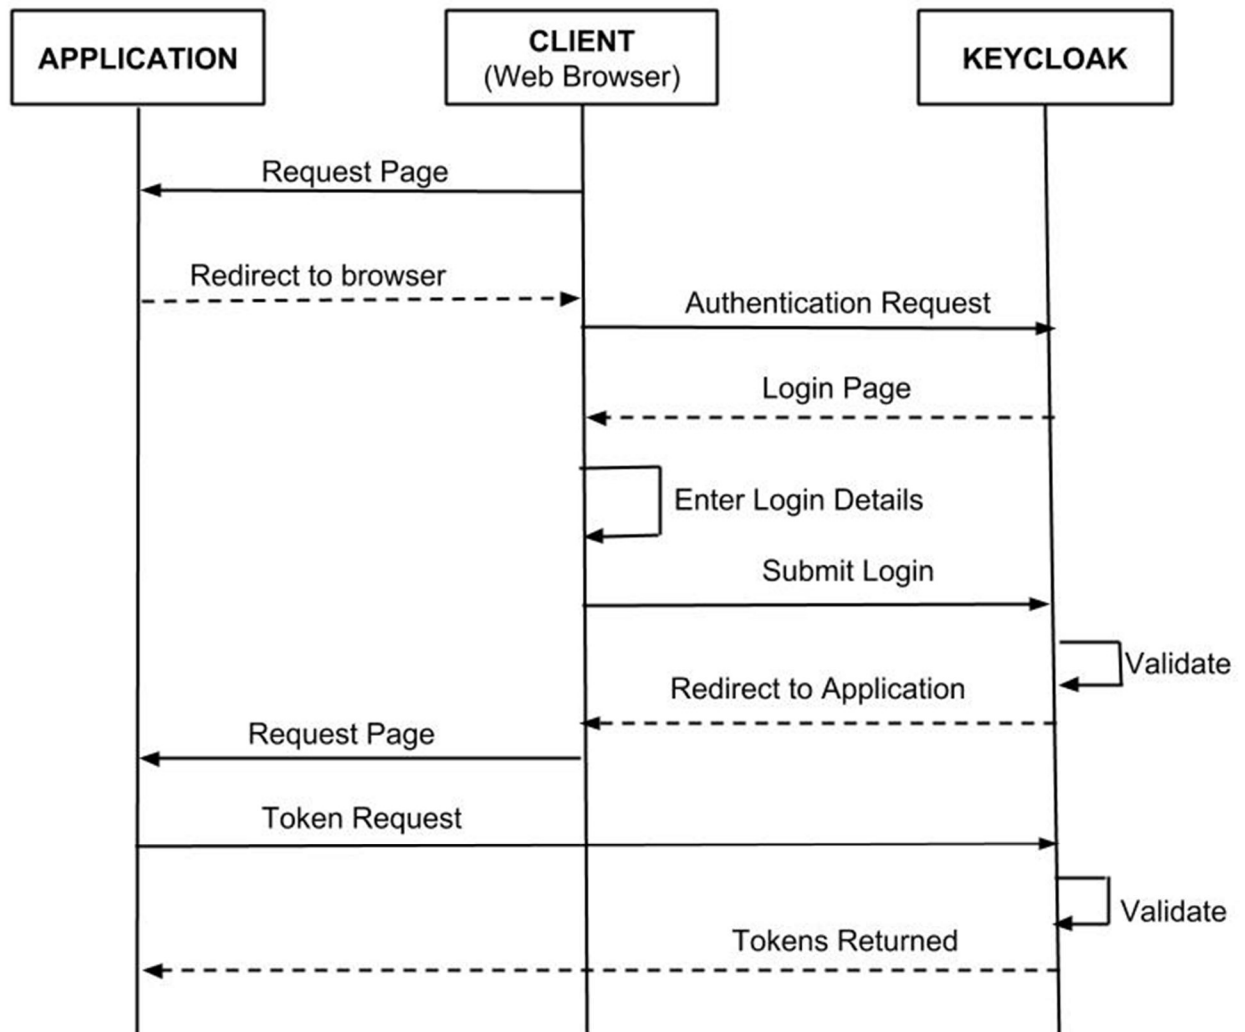 APPLICATION
CLIENT
(Web Browser)
KEYCLOAK
Request Page
Redirect to browser
Authentication Request
Login Page
Enter Login Details
Submit Login
Validate
Redirect to Application
Request Page
Token Request
Validate
Tokens Returned